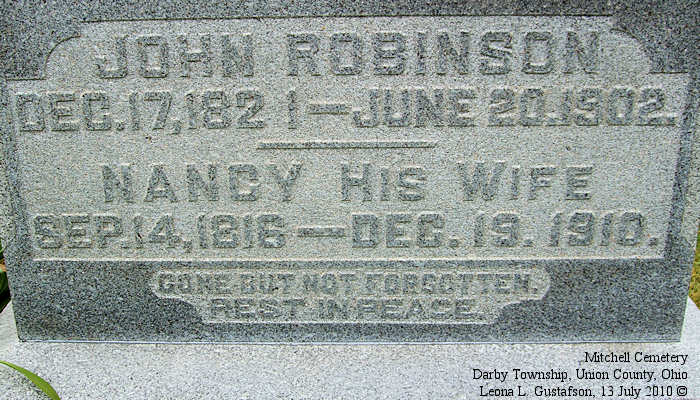 JOHN ROBINSON
DEC. 17, 1821 — JUNE 20. 1902.
NANCY HIS WIFE
SEP. 14, 1816 — DEC. 19. 1910.
GONE BUT NOT FORGOTTEN.
REST IN PEACE.
Mitchell Cemetery
Darby Township, Union County, Ohio
Leona L. Gustafson, 13 July 2010 ©